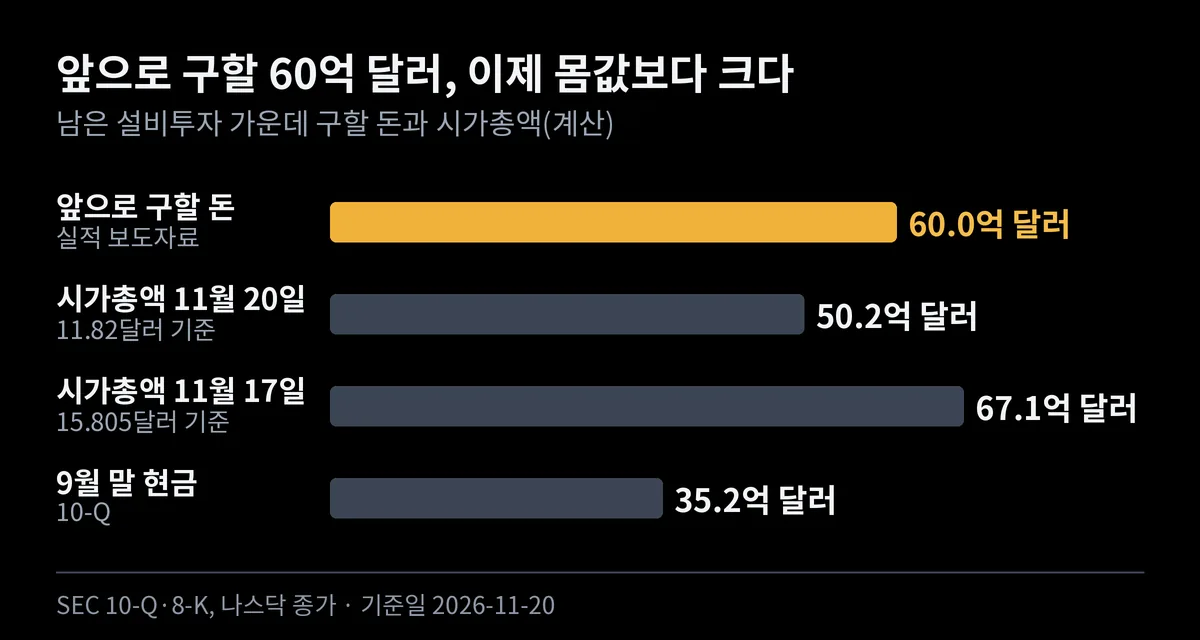 앞으로 구할 60억 달러, 이제 몸값보다 크다
남은 설비투자 가운데 구할 돈과 시가총액(계산)
앞으로 구할 돈
실적 보도자료
60.0억 달러
시가총액 11월 20일
11.82달러 기준
50.2억 달러
시가총액 11월 17일
15.805달러 기준
67.1억 달러
9월 말 현금
10-Q
35.2억 달러
SEC 10-Q·8-K, 나스닥 종가 · 기준일 2026-11-20